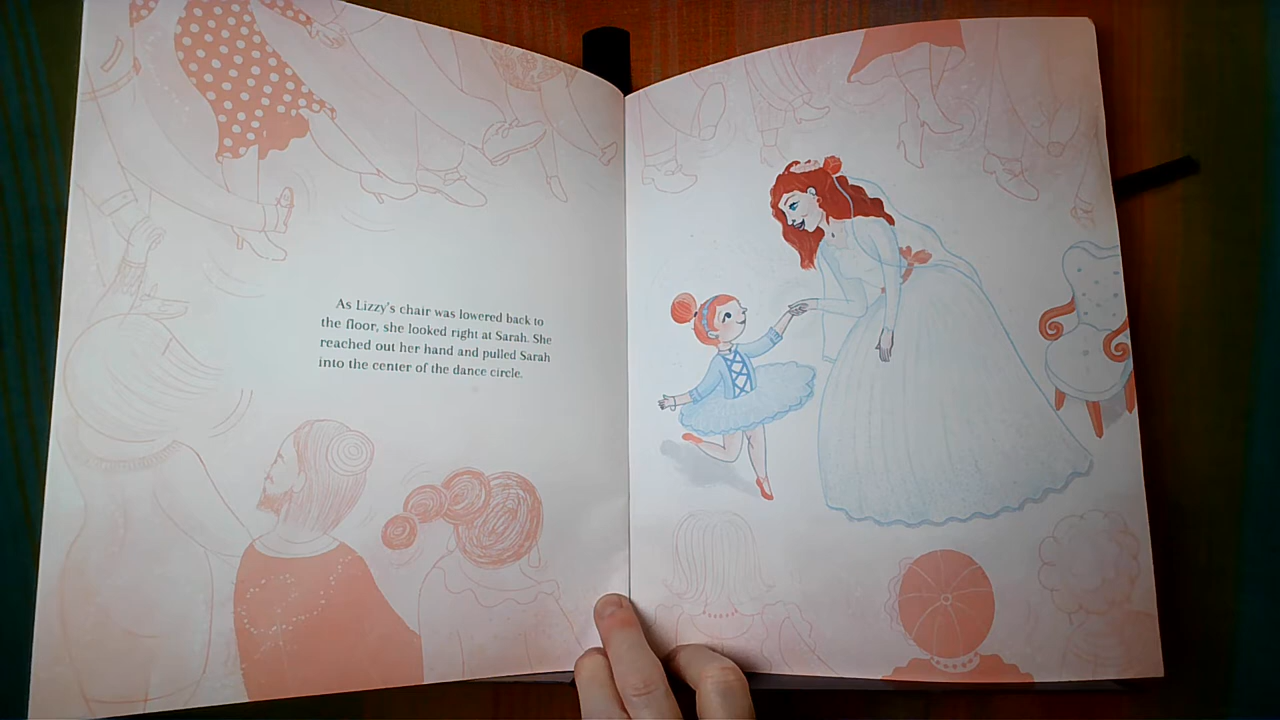 As Lizzy's chair was lowered back to
the floor, she looked right at Sarah. She
reached out her hand and pulled Sarah
into the center of the dance circle.